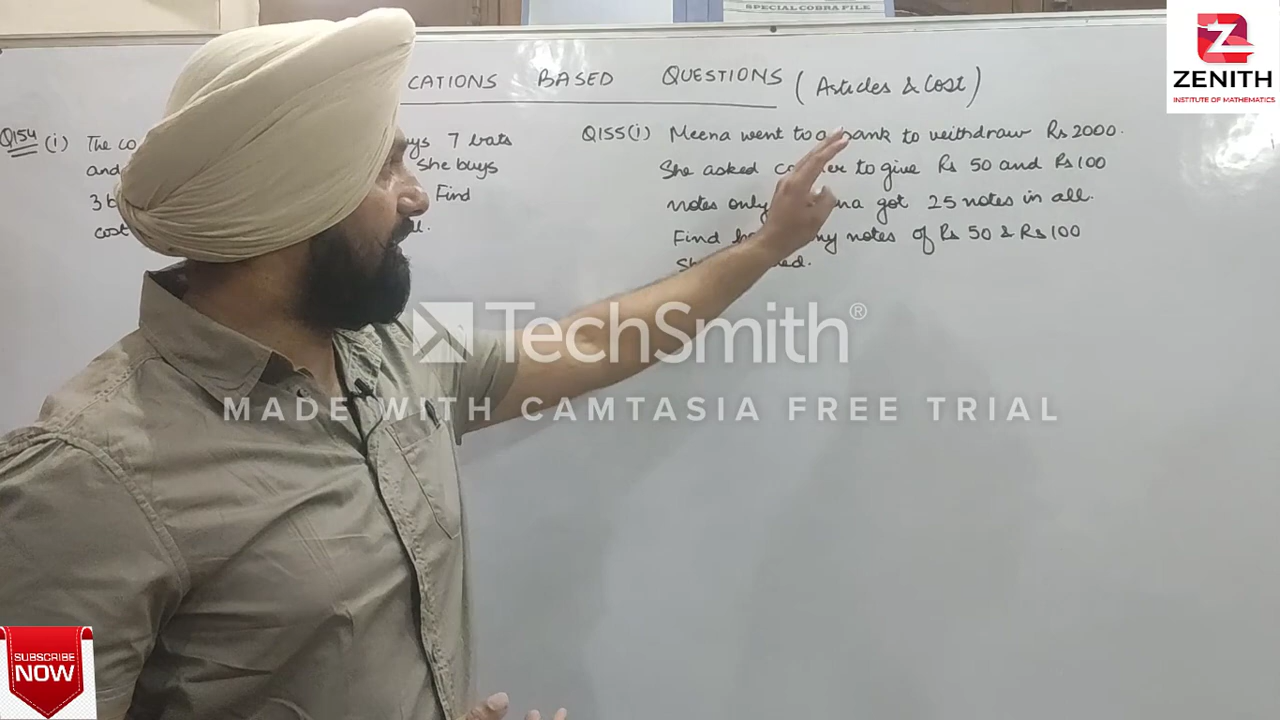 SPECIAL COBRA FILE
Z
ZENITH
INSTITUTE OF MATHEMATICS
CATIONS BASED QUESTIONS (Articles & Cost)
Q154 (i) The co ys 7 bats
and She buys
3 b Find
cost l.
Q155(i) Meena went to a bank to withdraw Rs 2000.
She asked er to give Rs 50 and Rs 100
notes only na got 25 notes in all.
Find ny notes of Rs 50 & Rs 100
ed.
TechSmith®
MADE WITH CAMTASIA FREE TRIAL
SUBSCRIBE
NOW